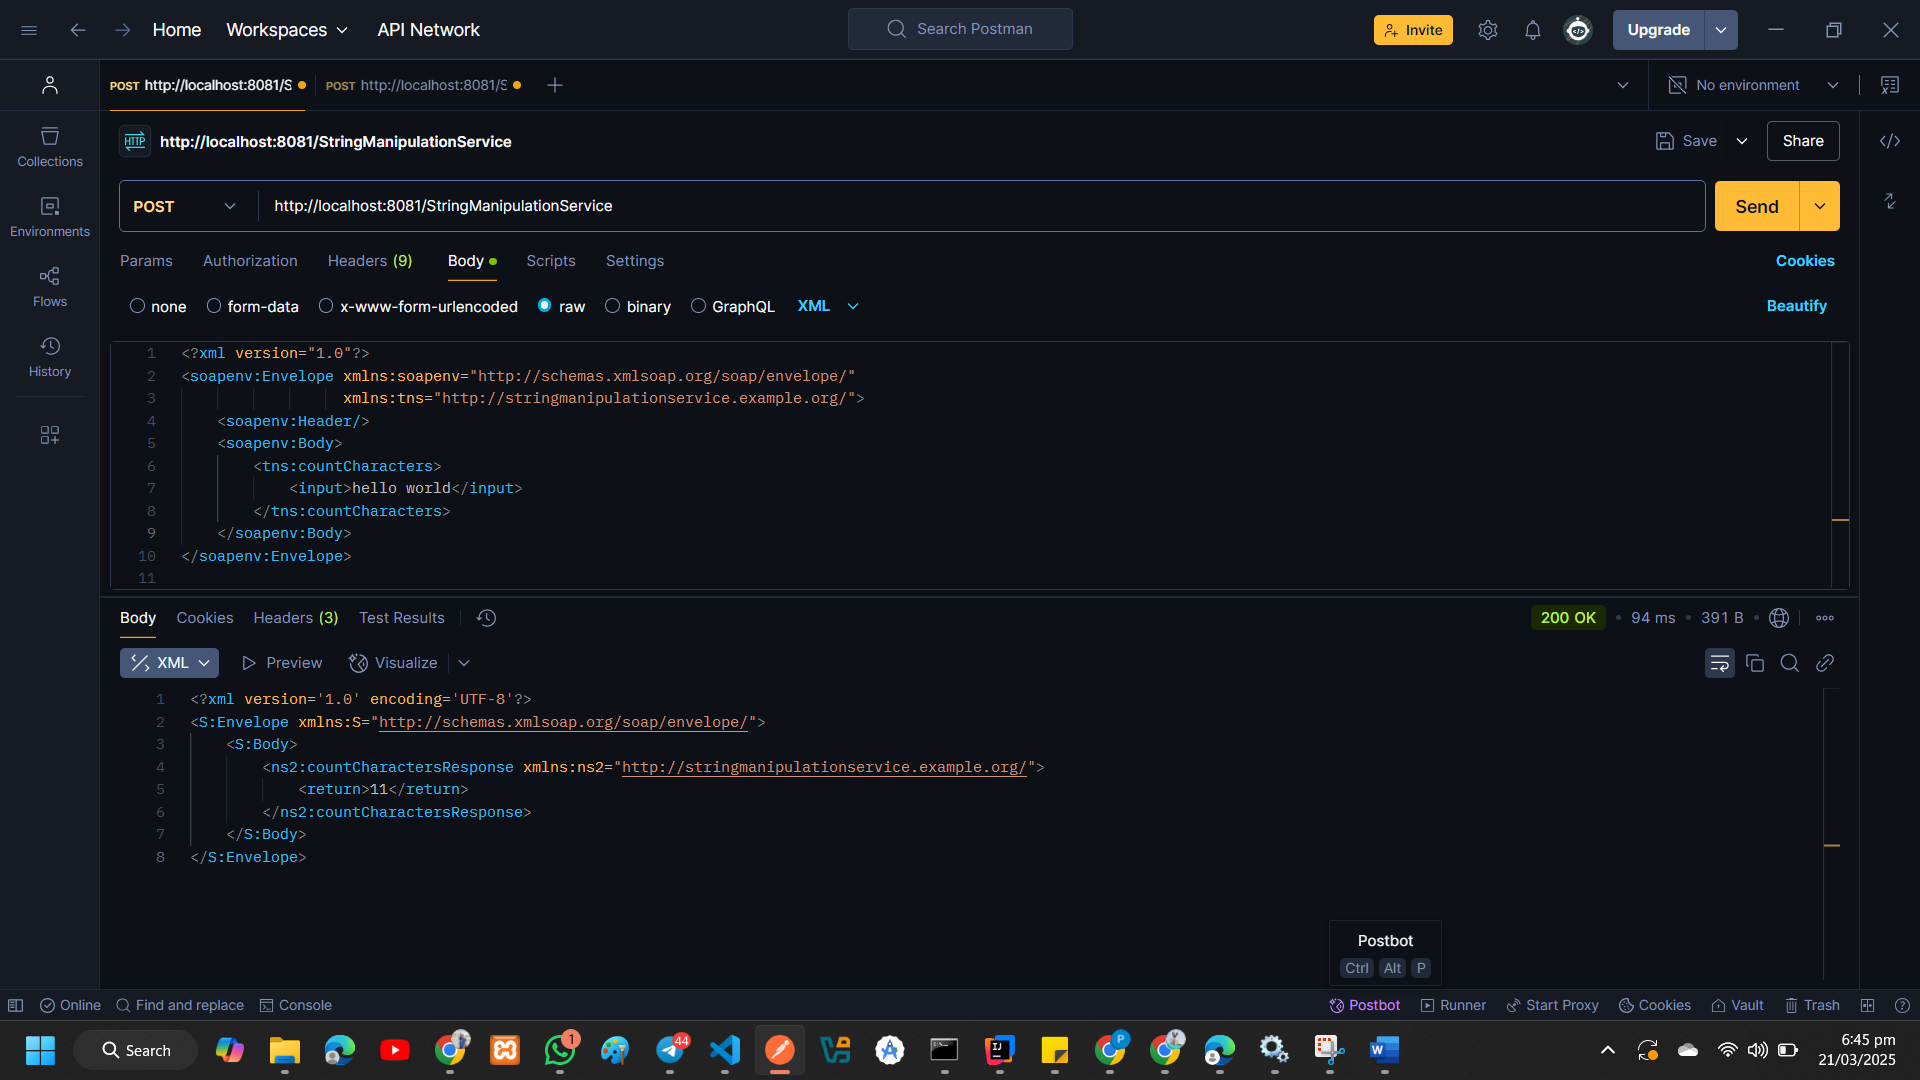 Home Workspaces API Network Search Postman Invite Upgrade
POST http://localhost:8081/S POST http://localhost:8081/S No environment
HTTP http://localhost:8081/StringManipulationService Save Share
POST http://localhost:8081/StringManipulationService Send
Params Authorization Headers (9) Body Scripts Settings Cookies
none form-data x-www-form-urlencoded raw binary GraphQL XML Beautify
Collections
Environments
Flows
History
1 <?xml version="1.0"?>
2 <soapenv:Envelope xmlns:soapenv="http://schemas.xmlsoap.org/soap/envelope/"
3 xmlns:tns="http://stringmanipulationservice.example.org/">
4 <soapenv:Header/>
5 <soapenv:Body>
6 <tns:countCharacters>
7 <input>hello world</input>
8 </tns:countCharacters>
9 </soapenv:Body>
10 </soapenv:Envelope>
11
Body Cookies Headers (3) Test Results 200 OK 94 ms 391 B
XML Preview Visualize
1 <?xml version='1.0' encoding='UTF-8'?>
2 <S:Envelope xmlns:S="http://schemas.xmlsoap.org/soap/envelope/">
3 <S:Body>
4 <ns2:countCharactersResponse xmlns:ns2="http://stringmanipulationservice.example.org/">
5 <return>11</return>
6 </ns2:countCharactersResponse>
7 </S:Body>
8 </S:Envelope>
Postbot
Ctrl Alt P
Online Find and replace Console Postbot Runner Start Proxy Cookies Vault Trash
Search 1 44 P 6:45 pm
21/03/2025